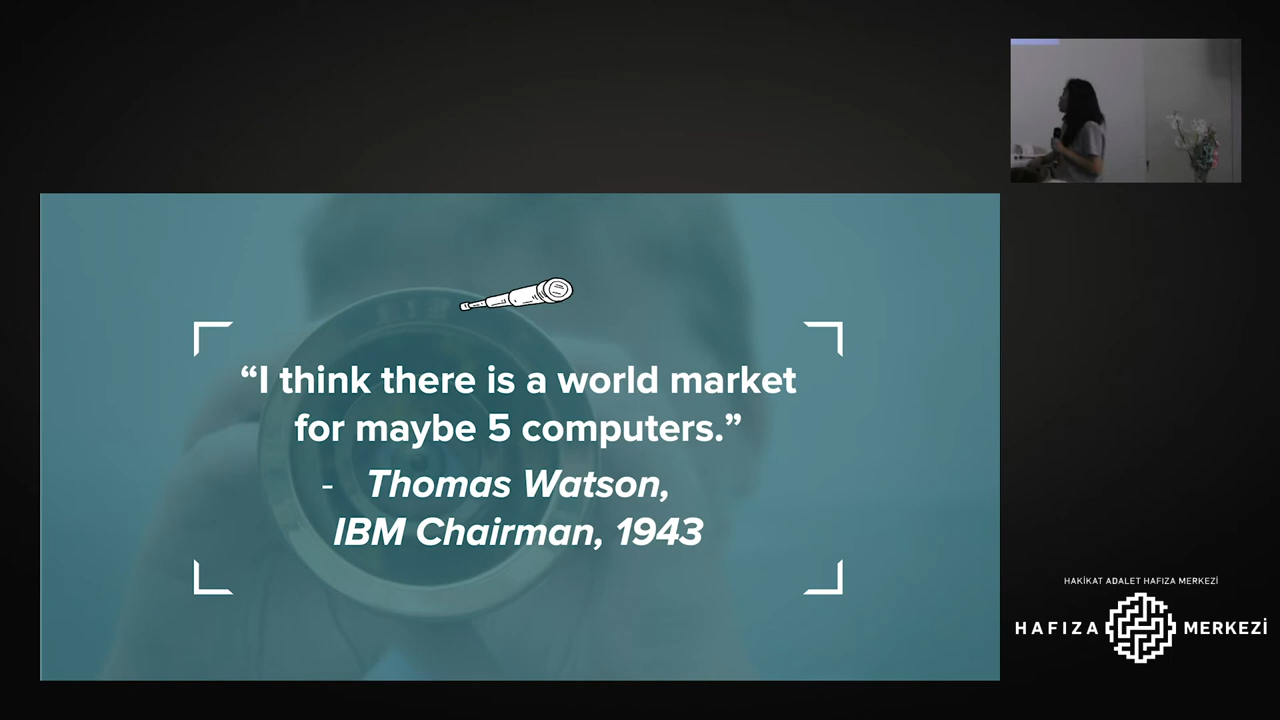 “I think there is a world market
for maybe 5 computers.”
- Thomas Watson,
IBM Chairman, 1943
HAKİKAT ADALET HAFIZA MERKEZİ
HAFIZA MERKEZİ